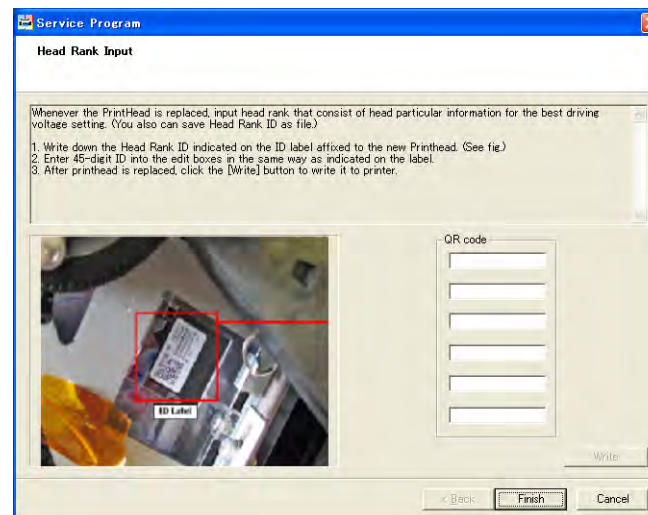 Service Program
Head Rank Input
Whenever the PrintHead is replaced, input head rank that consist of head particular information for the best driving
voltage setting. (You also can save Head Rank ID as file.)
1. Write down the Head Rank ID indicated on the ID label affixed to the new Printhead. (See fig.)
2. Enter 45-digit ID into the edit boxes in the same way as indicated on the label.
3. After printhead is replaced, click the [Write] button to write it to printer.
QR code
ID Label
Write
< Back
Finish
Cancel